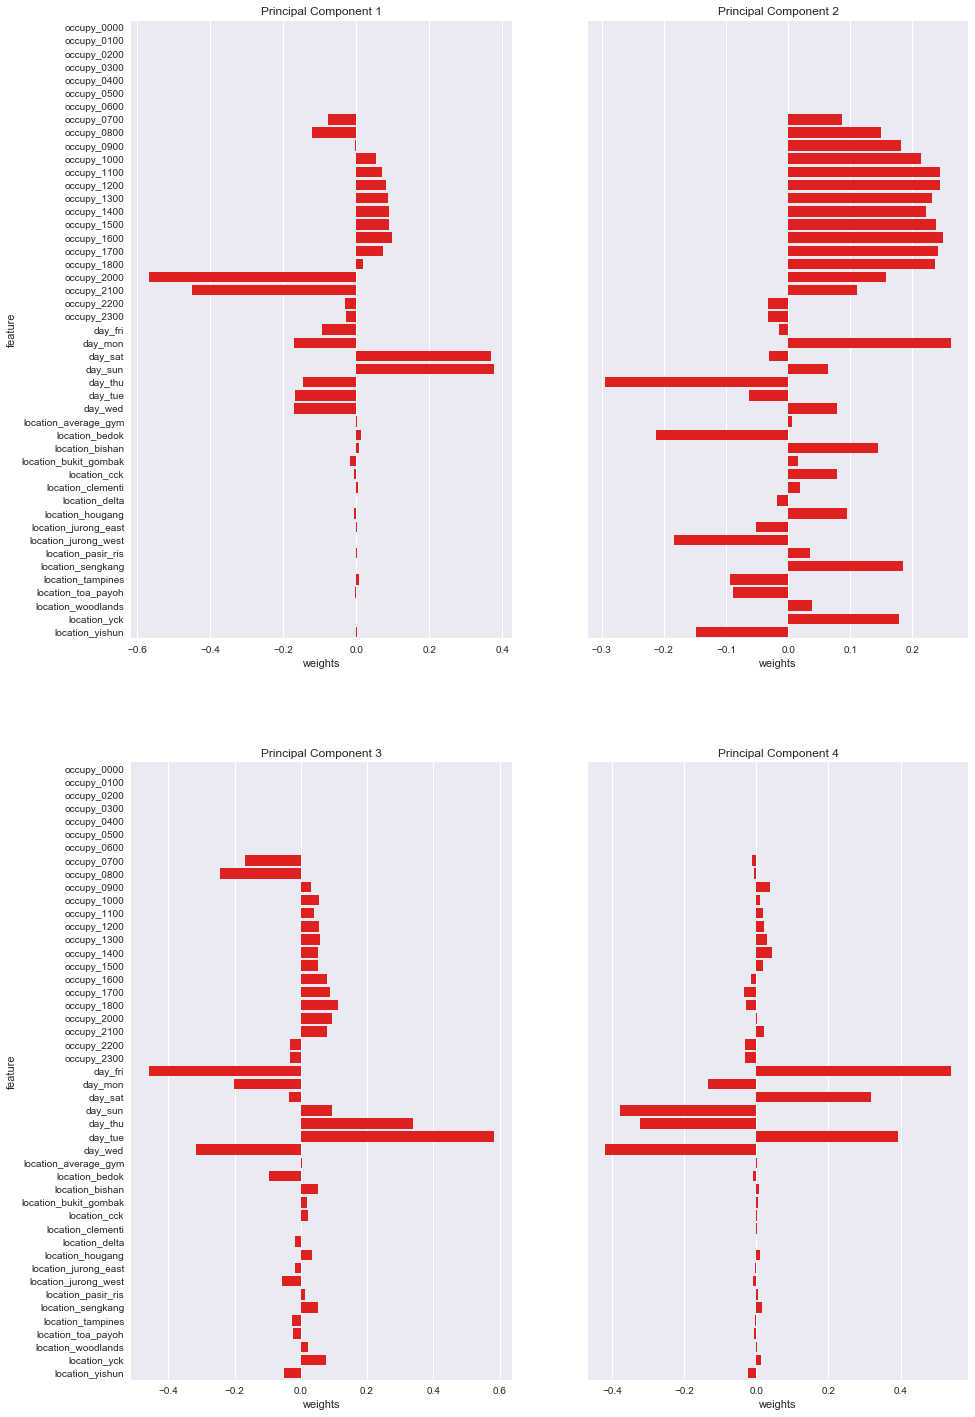 Principal Component 1
Principal Component 2
occupy_0000
occupy_0100
occupy_0200
occupy_0300
occupy_0400
occupy_0500
occupy_0600
occupy_0700
occupy_0800
occupy_0900
occupy_1000
occupy_1100
occupy_1200
occupy_1300
occupy_1400
occupy_1500
occupy_1600
occupy_1700
occupy_1800
occupy_2000
occupy_2100
occupy_2200
occupy_2300
day_fri
day_mon
day_sat
day_sun
day_thu
day_tue
day_wed
location_average_gym
location_bedok
location_bishan
location_bukit_gombak
location_cck
location_clementi
location_delta
location_hougang
location_jurong_east
location_jurong_west
location_pasir_ris
location_sengkang
location_tampines
location_toa_payoh
location_woodlands
location_yck
location_yishun
feature
−0.6 −0.4 −0.2 0.0 0.2 0.4
weights
−0.3 −0.2 −0.1 0.0 0.1 0.2
weights
Principal Component 3
Principal Component 4
occupy_0000
occupy_0100
occupy_0200
occupy_0300
occupy_0400
occupy_0500
occupy_0600
occupy_0700
occupy_0800
occupy_0900
occupy_1000
occupy_1100
occupy_1200
occupy_1300
occupy_1400
occupy_1500
occupy_1600
occupy_1700
occupy_1800
occupy_2000
occupy_2100
occupy_2200
occupy_2300
day_fri
day_mon
day_sat
day_sun
day_thu
day_tue
day_wed
location_average_gym
location_bedok
location_bishan
location_bukit_gombak
location_cck
location_clementi
location_delta
location_hougang
location_jurong_east
location_jurong_west
location_pasir_ris
location_sengkang
location_tampines
location_toa_payoh
location_woodlands
location_yck
location_yishun
feature
−0.4 −0.2 0.0 0.2 0.4 0.6
weights
−0.4 −0.2 0.0 0.2 0.4
weights